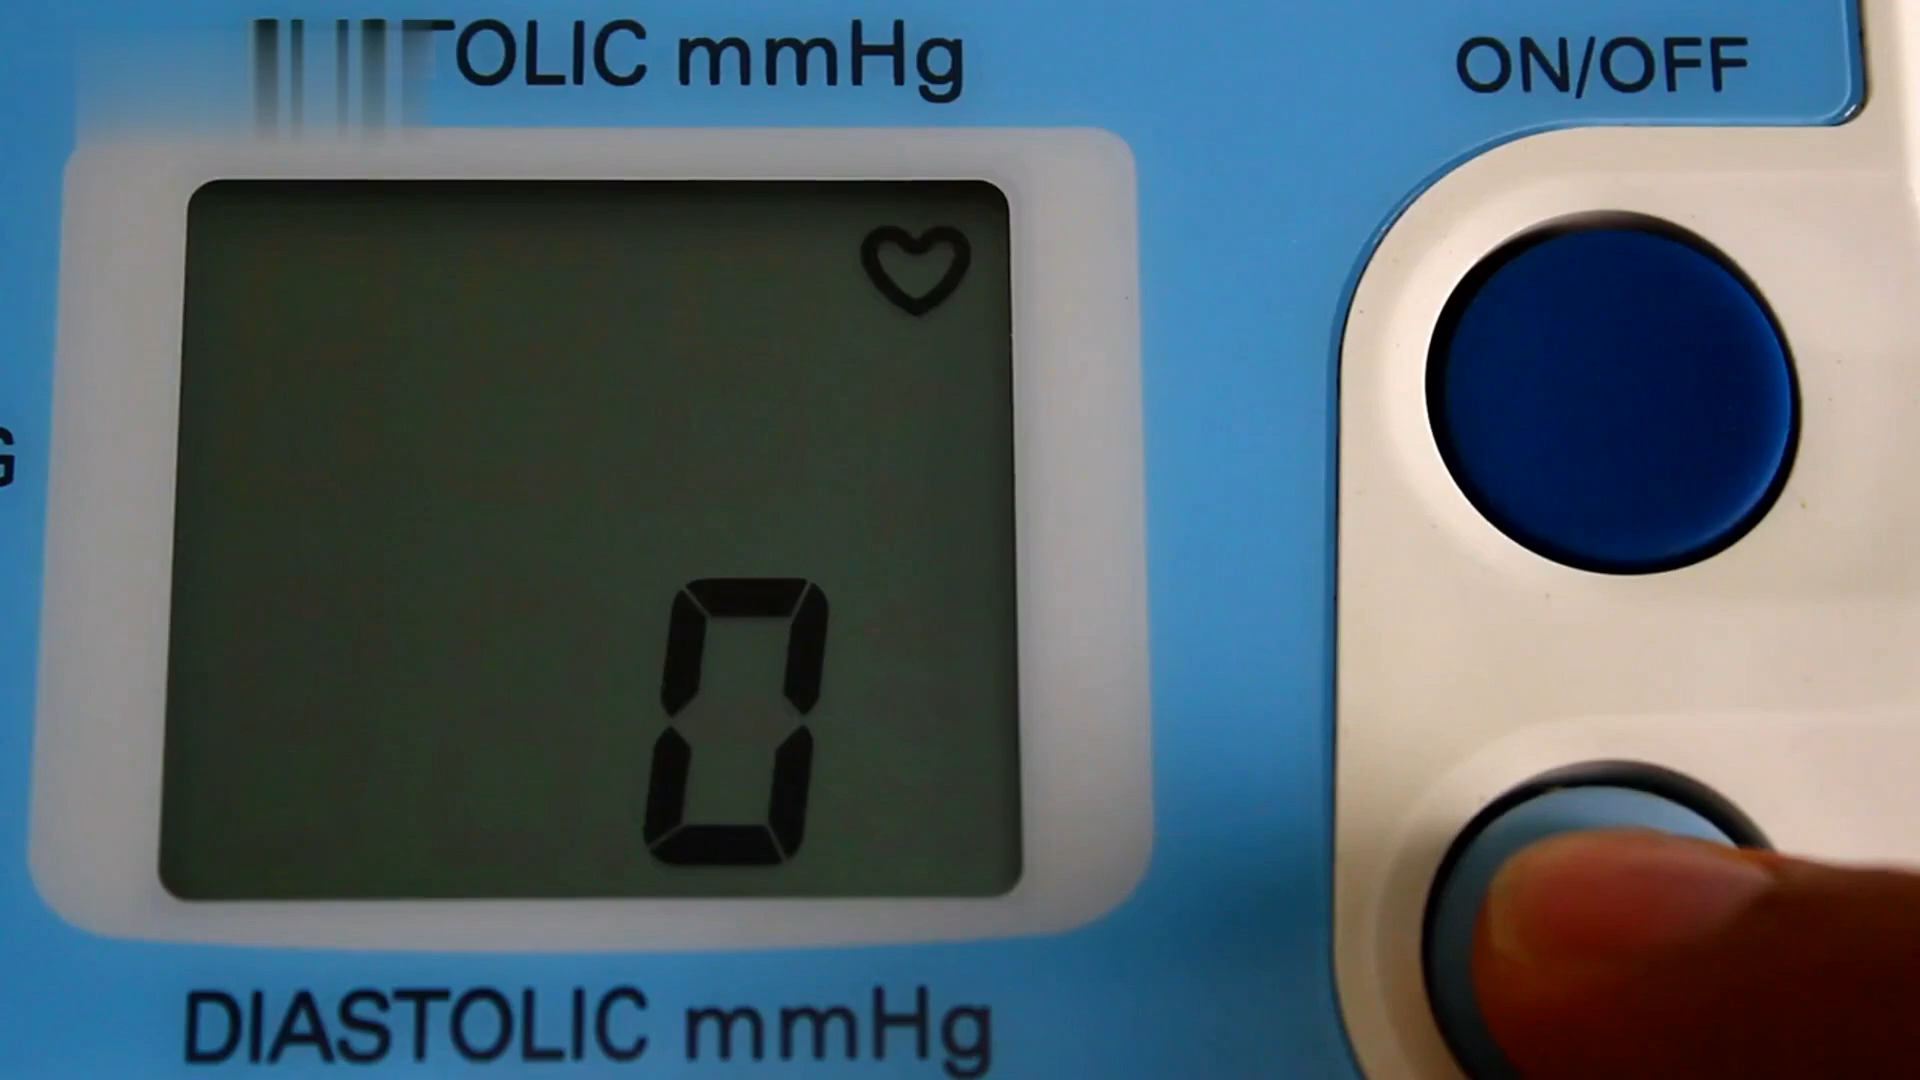 TOLIC mmHg
ON/OFF
G
0
DIASTOLIC mmHg